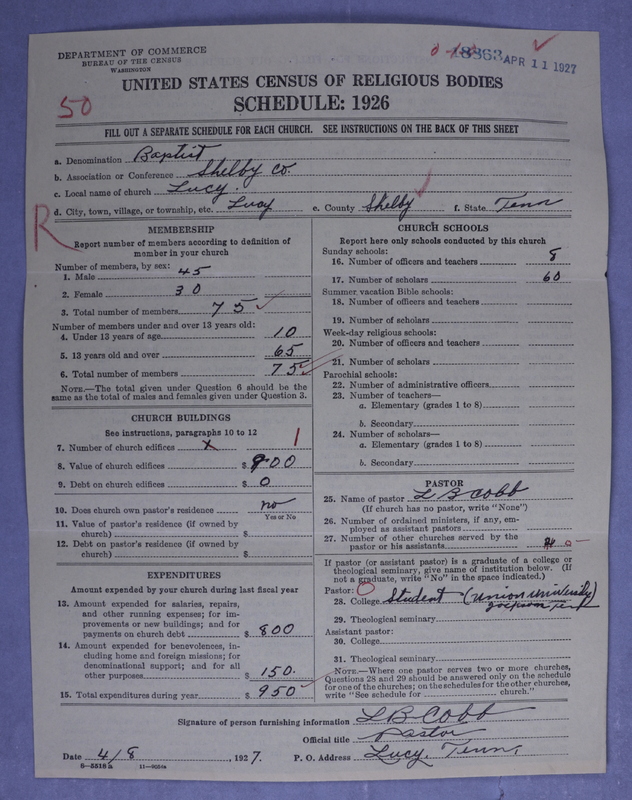 DEPARTMENT OF COMMERCE
BUREAU OF THE CENSUS
WASHINGTON
APR 11 1927
UNITED STATES CENSUS OF RELIGIOUS BODIES
SCHEDULE: 1926
50
FILL OUT A SEPARATE SCHEDULE FOR EACH CHURCH. SEE INSTRUCTIONS ON THE BACK OF THIS SHEET
a. Denomination Baptist
b. Association or Conference Shelby Co.
c. Local name of church Lucy.
d. City, town, village, or township, etc. Lucy e. County Shelby f. State Tenn
R
MEMBERSHIP
Report number of members according to definition of
member in your church
Number of members, by sex:
1. Male 45
2. Female 30
3. Total number of members 75
Number of members under and over 13 years old:
4. Under 13 years of age 10
5. 13 years old and over 65
6. Total number of members 75
NOTE.—The total given under Question 6 should be the
same as the total of males and females given under Question 3.
CHURCH BUILDINGS
See instructions, paragraphs 10 to 12
7. Number of church edifices x 1
8. Value of church edifices $ 900
9. Debt on church edifices $ 0
10. Does church own pastor's residence no
Yes or No
11. Value of pastor's residence (if owned by
church) $
12. Debt on pastor's residence (if owned by
church) $
EXPENDITURES
Amount expended by your church during last fiscal year
13. Amount expended for salaries, repairs,
and other running expenses; for im-
provements or new buildings; and for
payments on church debt $ 800
14. Amount expended for benevolences, in-
cluding home and foreign missions; for
denominational support; and for all
other purposes $ 150.
15. Total expenditures during year $ 950
CHURCH SCHOOLS
Report here only schools conducted by this church
Sunday schools:
16. Number of officers and teachers 8
17. Number of scholars 60
Summer vacation Bible schools:
18. Number of officers and teachers
19. Number of scholars
Week-day religious schools:
20. Number of officers and teachers
21. Number of scholars
Parochial schools:
22. Number of administrative officers
23. Number of teachers—
a. Elementary (grades 1 to 8)
b. Secondary
24. Number of scholars—
a. Elementary (grades 1 to 8)
b. Secondary
PASTOR
25. Name of pastor L B Cobb
(If church has no pastor, write "None")
26. Number of ordained ministers, if any, em-
ployed as assistant pastors
27. Number of other churches served by the
pastor or his assistants 0
If pastor (or assistant pastor) is a graduate of a college or
theological seminary, give name of institution below. (If
not a graduate, write "No" in the space indicated.)
Pastor: 0
28. College Student (Union University)
Jackson Tenn
29. Theological seminary
Assistant pastor:
30. College
31. Theological seminary
NOTE.—Where one pastor serves two or more churches,
Questions 28 and 29 should be answered only on the schedule
for one of the churches; on the schedules for the other churches,
write "See schedule for church."
Signature of person furnishing information L B Cobb
Official title Pastor
Date 4/8, 1927. P. O. Address Lucy, Tenn,
8-5518 a